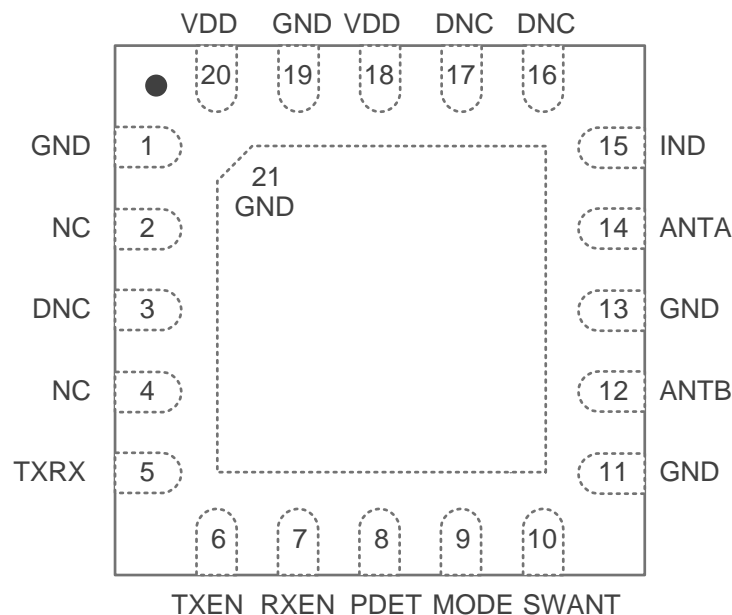 VDD GND VDD DNC DNC
20 19 18 17 16
GND 1 15 IND
21
GND
NC 2 14 ANTA
DNC 3 13 GND
NC 4 12 ANTB
TXRX 5 11 GND
6 7 8 9 10
TXEN RXEN PDET MODE SWANT